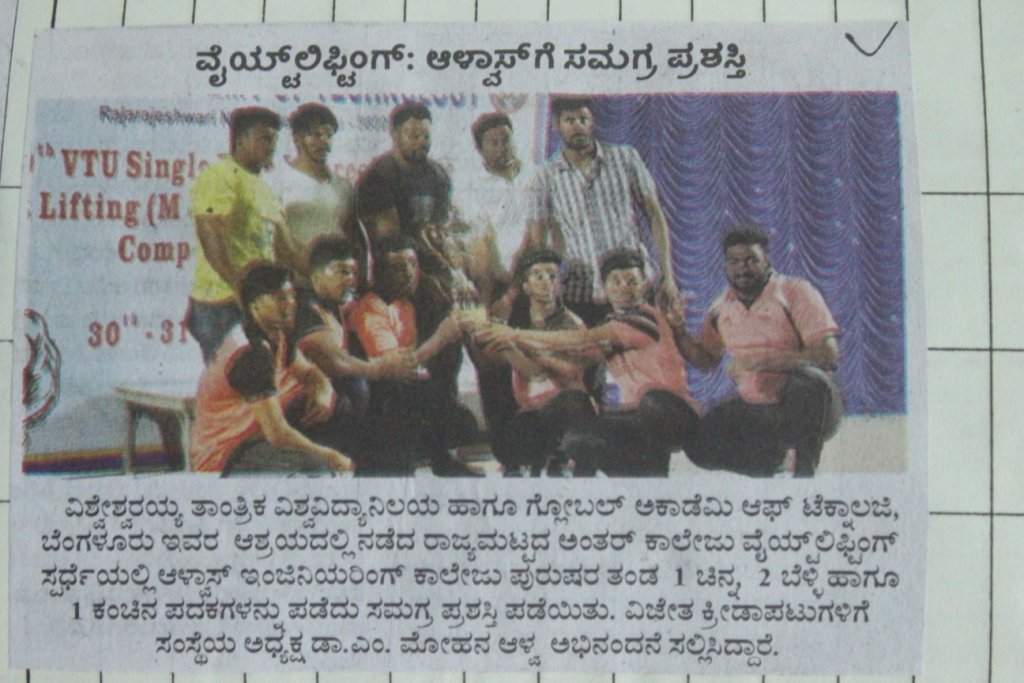 ವೈಯ್ಟ್‌ಲಿಫ್ಟಿಂಗ್: ಆಳ್ವಾಸ್‌ಗೆ ಸಮಗ್ರ ಪ್ರಶಸ್ತಿ
Rajarajeshwari
th VTU Single
Lifting (M
Comp
30th - 31
ವಿಶ್ವೇಶ್ವರಯ್ಯ ತಾಂತ್ರಿಕ ವಿಶ್ವವಿದ್ಯಾನಿಲಯ ಹಾಗೂ ಗ್ಲೋಬಲ್ ಅಕಾಡೆಮಿ ಆಫ್ ಟೆಕ್ನಾಲಜಿ,
ಬೆಂಗಳೂರು ಇವರ ಆಶ್ರಯದಲ್ಲಿ ನಡೆದ ರಾಜ್ಯಮಟ್ಟದ ಅಂತರ್ ಕಾಲೇಜು ವೈಯ್ಟ್‌ಲಿಫ್ಟಿಂಗ್
ಸ್ಪರ್ಧೆಯಲ್ಲಿ ಆಳ್ವಾಸ್ ಇಂಜಿನಿಯರಿಂಗ್ ಕಾಲೇಜು ಪುರುಷರ ತಂಡ 1 ಚಿನ್ನ, 2 ಬೆಳ್ಳಿ ಹಾಗೂ
1 ಕಂಚಿನ ಪದಕಗಳನ್ನು ಪಡೆದು ಸಮಗ್ರ ಪ್ರಶಸ್ತಿ ಪಡೆಯಿತು. ವಿಜೇತ ಕ್ರೀಡಾಪಟುಗಳಿಗೆ
ಸಂಸ್ಥೆಯ ಅಧ್ಯಕ್ಷ ಡಾ.ಎಂ. ಮೋಹನ ಆಳ್ವ ಅಭಿನಂದನೆ ಸಲ್ಲಿಸಿದ್ದಾರೆ.